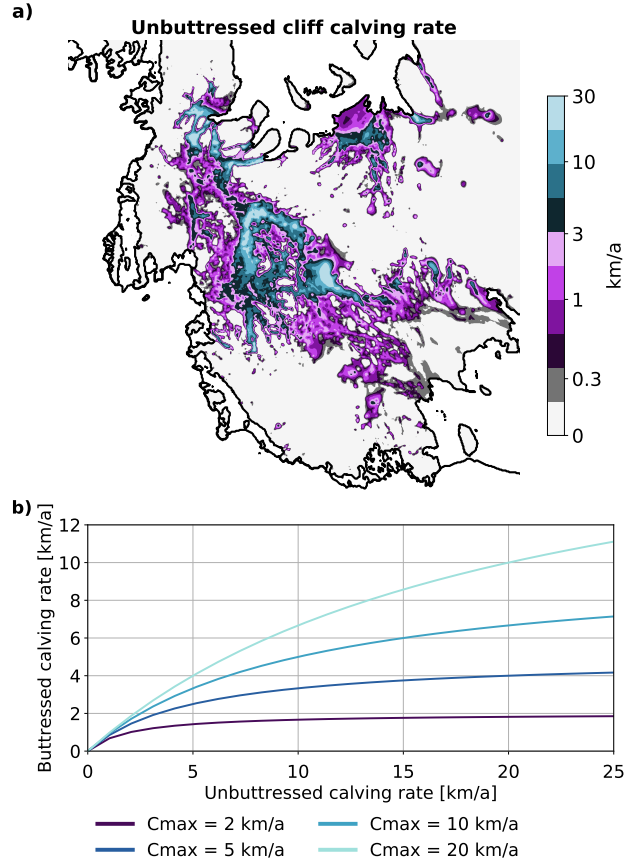 a)
Unbuttressed cliff calving rate
30
10
3
1
0.3
0
km/a
b)
Buttressed calving rate [km/a]
12
10
8
6
4
2
0
0 5 10 15 20 25
Unbuttressed calving rate [km/a]
Cmax = 2 km/a
Cmax = 5 km/a
Cmax = 10 km/a
Cmax = 20 km/a